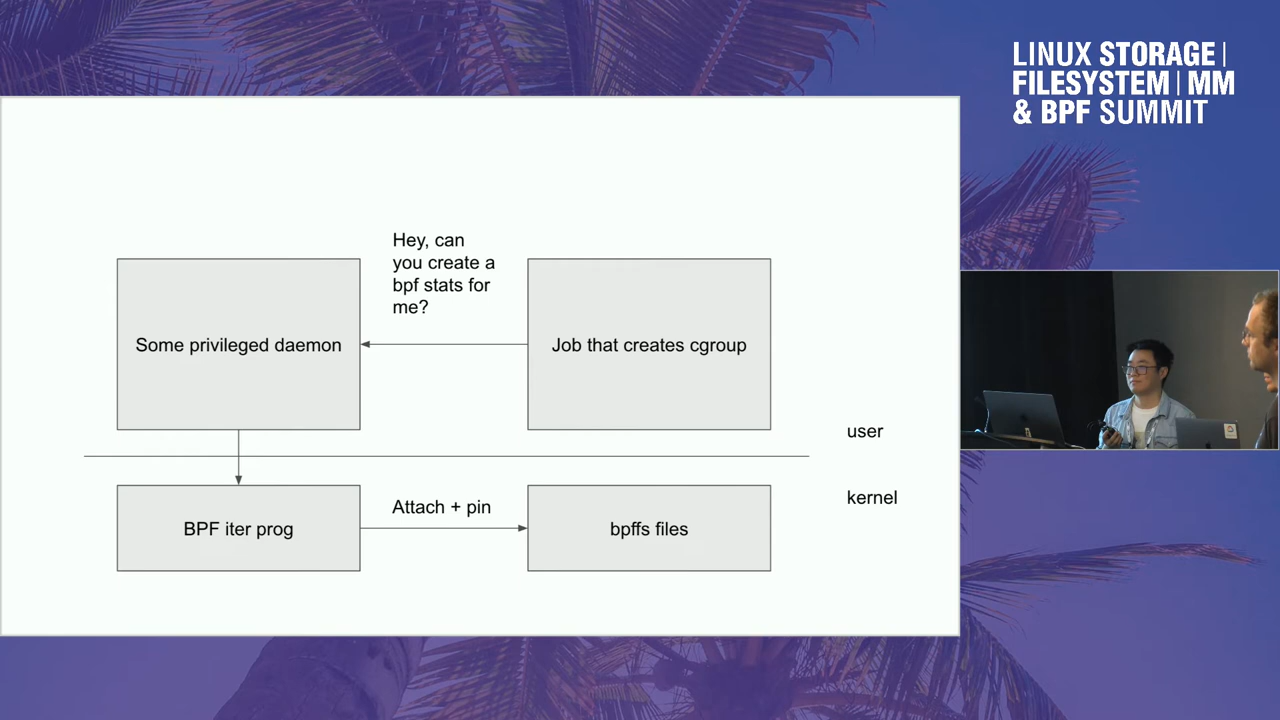 LINUX STORAGE |
FILESYSTEM | MM
& BPF SUMMIT
Hey, can
you create a
bpf stats for
me?
Some privileged daemon
Job that creates cgroup
user
kernel
Attach + pin
BPF iter prog
bpffs files